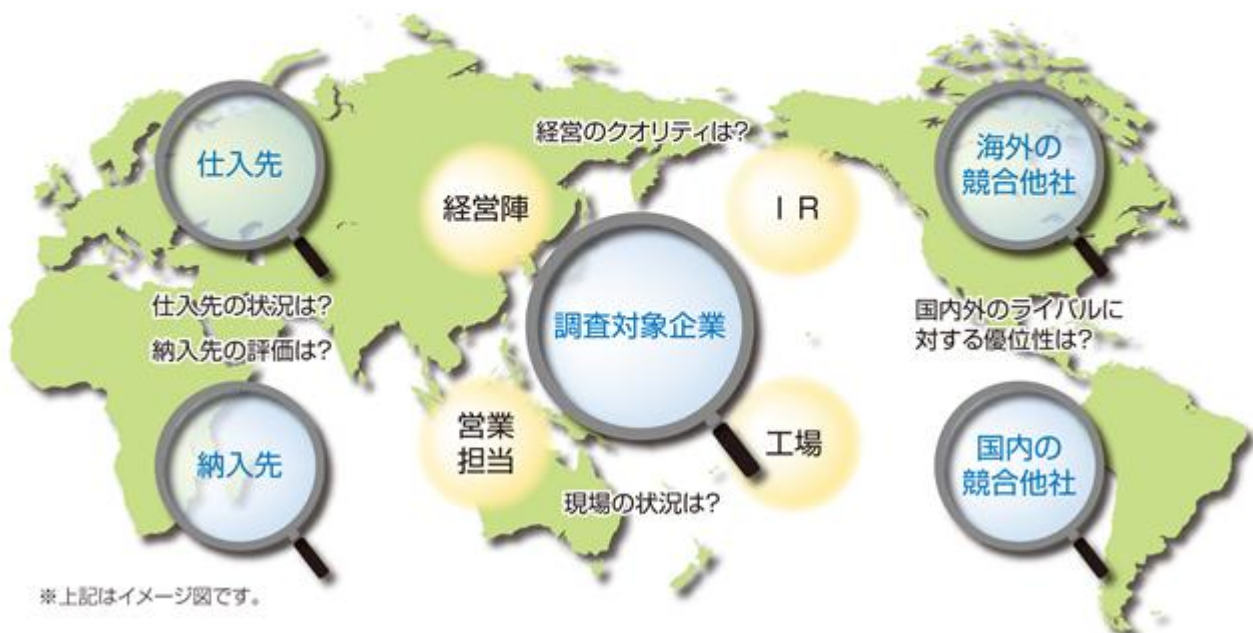 仕入先
仕入先の状況は?
納入先の評価は?
納入先
経営のクオリティは?
経営陣
ＩＲ
調査対象企業
営業
担当
工場
現場の状況は?
海外の
競合他社
国内外のライバルに
対する優位性は?
国内の
競合他社
※上記はイメージ図です。